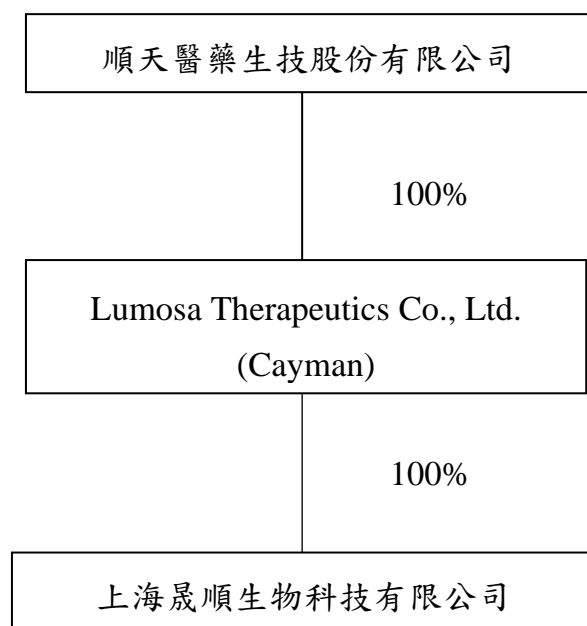 順天醫藥生技股份有限公司
100%
Lumosa Therapeutics Co., Ltd.
(Cayman)
100%
上海晟順生物科技有限公司